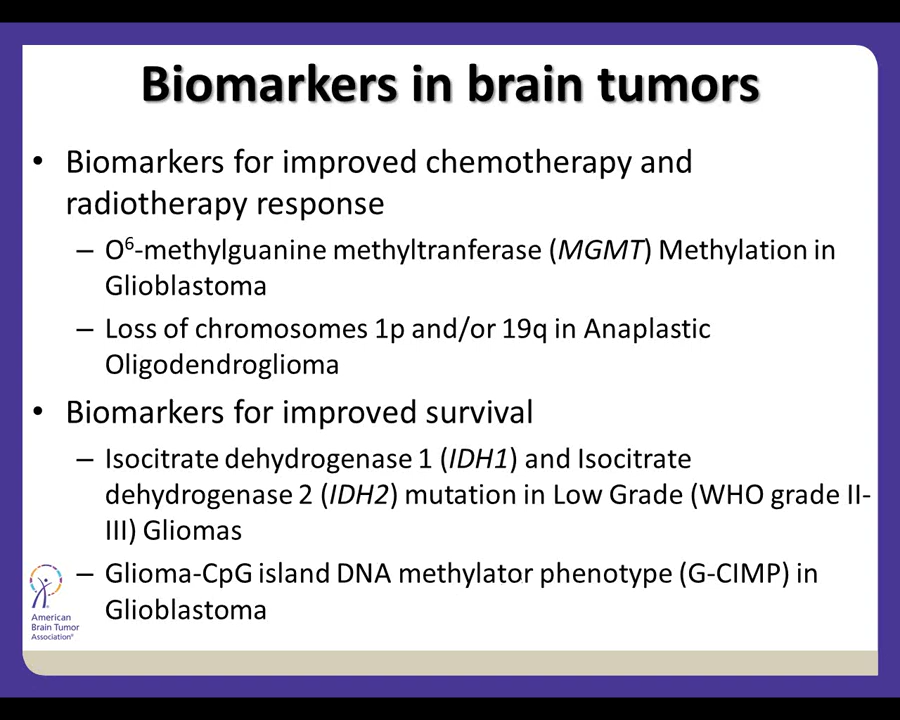 Biomarkers in brain tumors
• Biomarkers for improved chemotherapy and
radiotherapy response
– O⁶-methylguanine methyltranferase (MGMT) Methylation in
Glioblastoma
– Loss of chromosomes 1p and/or 19q in Anaplastic
Oligodendroglioma
• Biomarkers for improved survival
– Isocitrate dehydrogenase 1 (IDH1) and Isocitrate
dehydrogenase 2 (IDH2) mutation in Low Grade (WHO grade II-
III) Gliomas
– Glioma-CpG island DNA methylator phenotype (G-CIMP) in
Glioblastoma
American
Brain Tumor
Association®